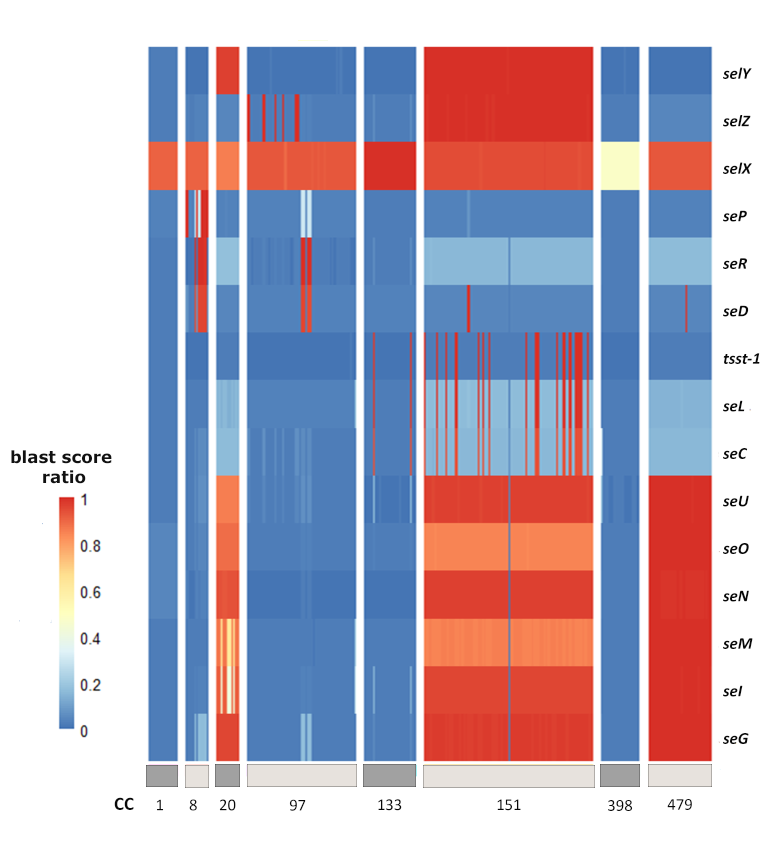 selY
selZ
selX
seP
seR
seD
tsst-1
seL
seC
seU
seO
seN
seM
seI
seG
blast score
ratio
1
0.8
0.6
0.4
0.2
0
CC 1 8 20 97 133 151 398 479